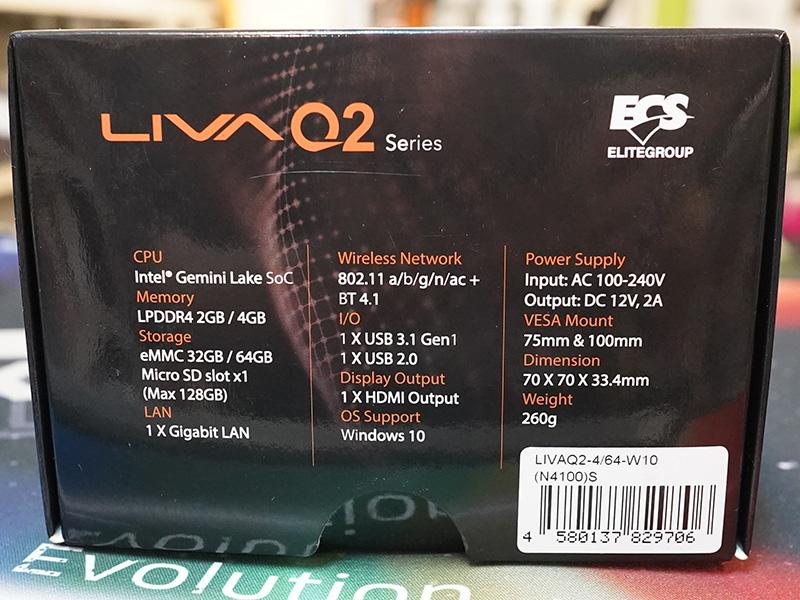 LIVA Q2 Series
ECS
ELITEGROUP
CPU
Intel® Gemini Lake SoC
Memory
LPDDR4 2GB / 4GB
Storage
eMMC 32GB / 64GB
Micro SD slot x1
(Max 128GB)
LAN
1 X Gigabit LAN
Wireless Network
802.11 a/b/g/n/ac +
BT 4.1
I/O
1 X USB 3.1 Gen1
1 X USB 2.0
Display Output
1 X HDMI Output
OS Support
Windows 10
Power Supply
Input: AC 100-240V
Output: DC 12V, 2A
VESA Mount
75mm & 100mm
Dimension
70 X 70 X 33.4mm
Weight
260g
LIVAQ2-4/64-W10
(N4100)S
4 580137 829706
Evolution